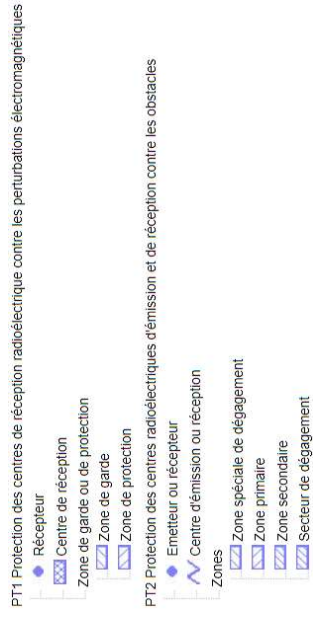 PT1 Protection des centres de réception radioélectrique contre les perturbations électromagnétiques
Récepteur
Centre de réception
Zone de garde ou de protection
Zone de garde
Zone de protection
PT2 Protection des centres radioélectriques d'émission et de réception contre les obstacles
Emetteur ou récepteur
Centre d'émission ou réception
Zones
Zone spéciale de dégagement
Zone primaire
Zone secondaire
Secteur de dégagement